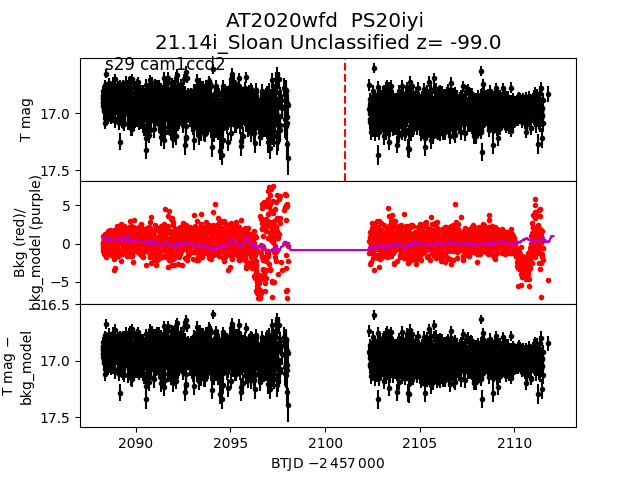 AT2020wfd  PS20iyi
21.14i_Sloan Unclassified z= -99.0
s29 cam1ccd2
T mag
17.0
17.5
Bkg (red)/
bkg_model (purple)
5
0
−5
T mag −
bkg_model
16.5
17.0
17.5
2090
2095
2100
2105
2110
BTJD −2 457 000